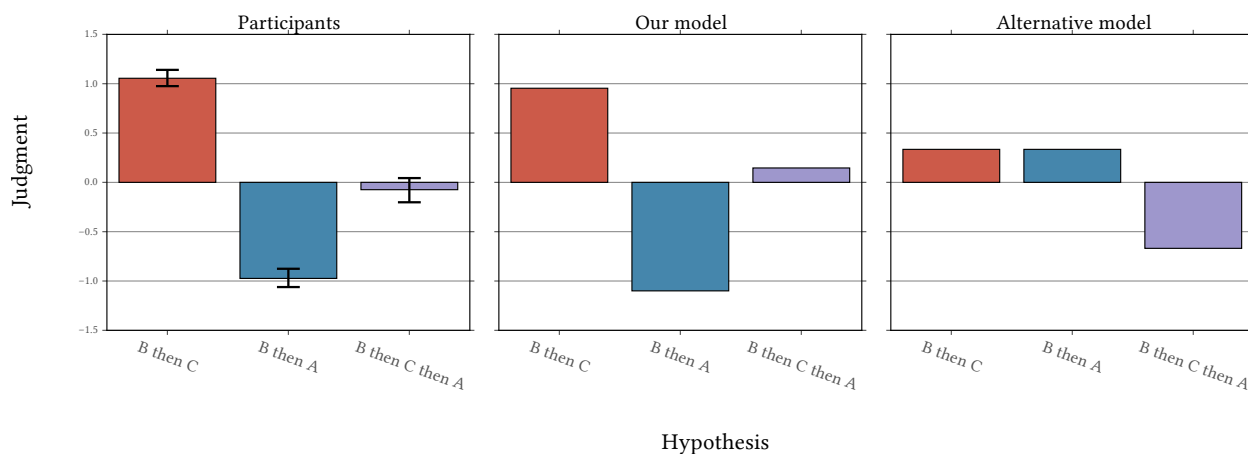 Participants
Our model
Alternative model
Judgment
1.5
1.0
0.5
0.0
−0.5
−1.0
−1.5
B then C
B then A
B then C then A
B then C
B then A
B then C then A
B then C
B then A
B then C then A
Hypothesis